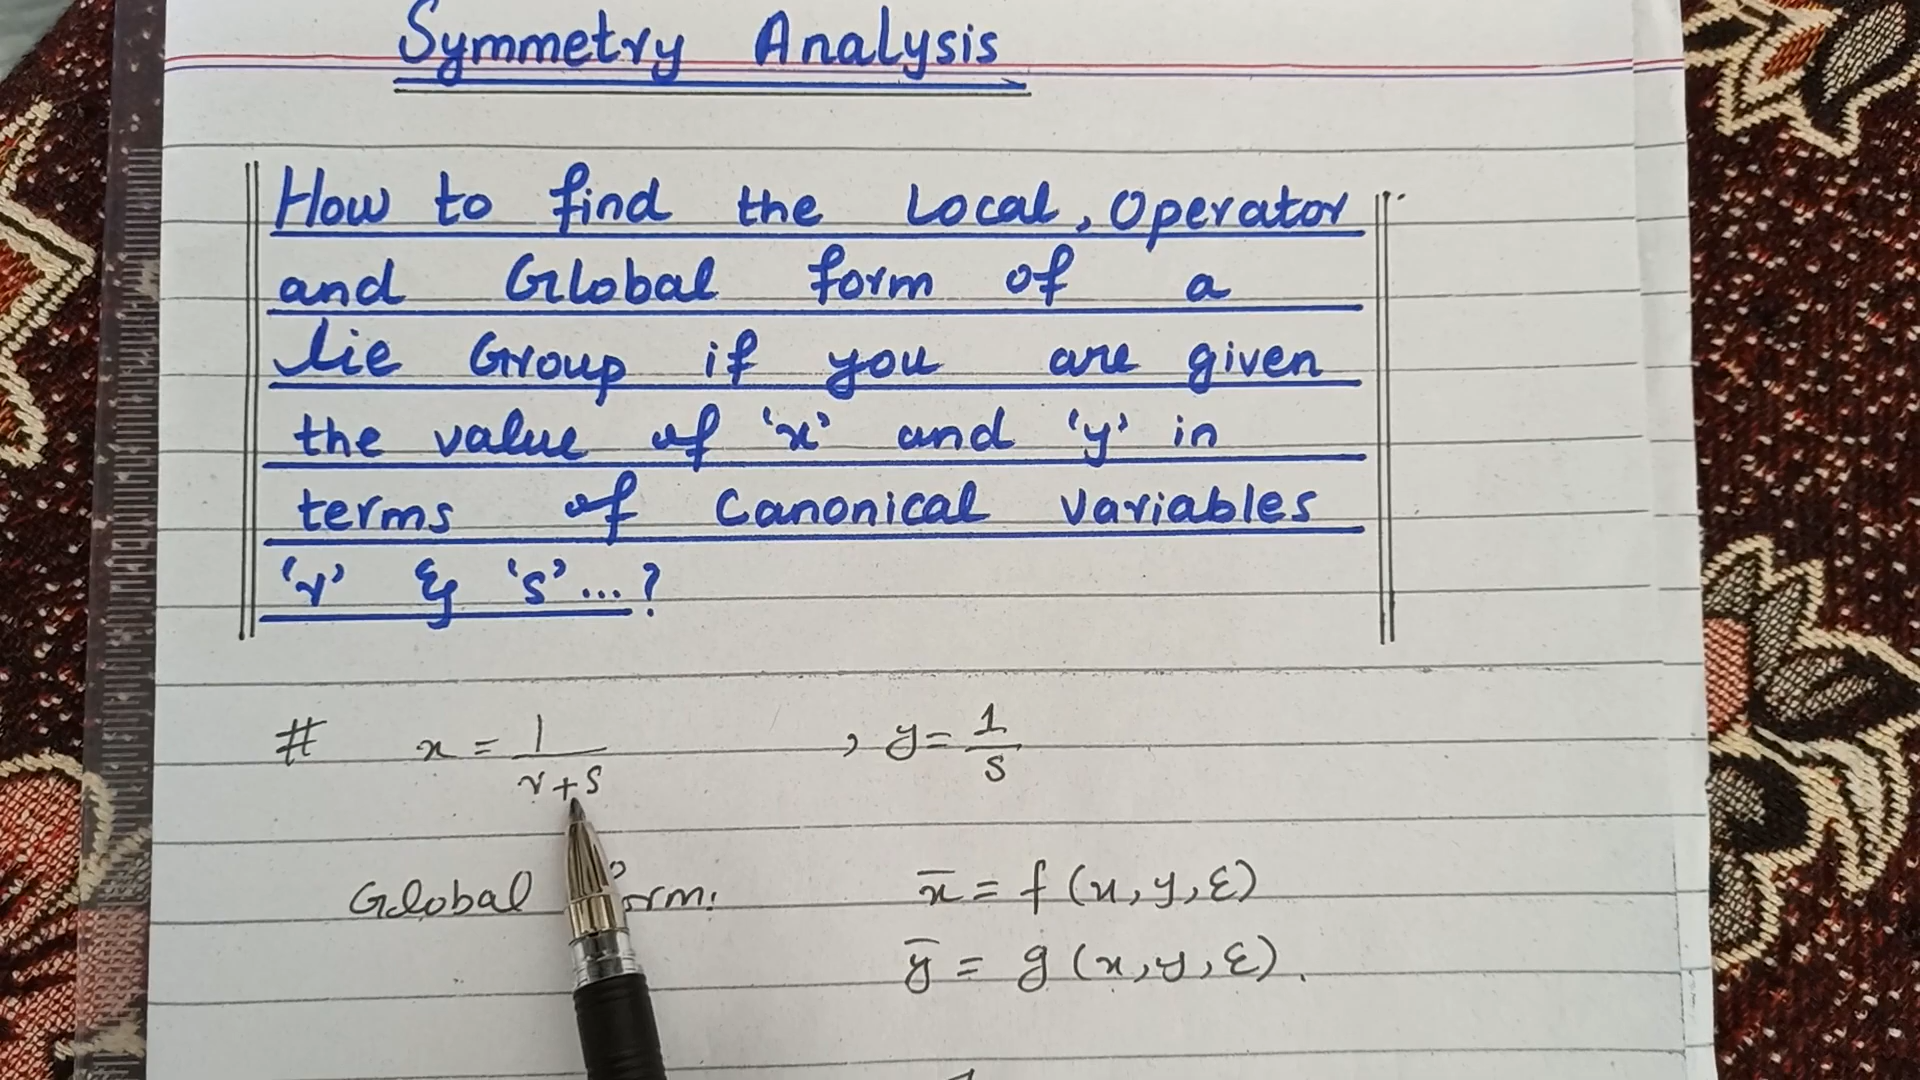 Symmetry Analysis
How to find the Local, Operator
and Global form of a
lie Group if you are given
the value of 'x' and 'y' in
terms of Canonical variables
'r' & 's'...?
# x = 1/(r+s) , y = 1/s
Global x̄ = f (x, y, ε)
ȳ = g (x, y, ε).